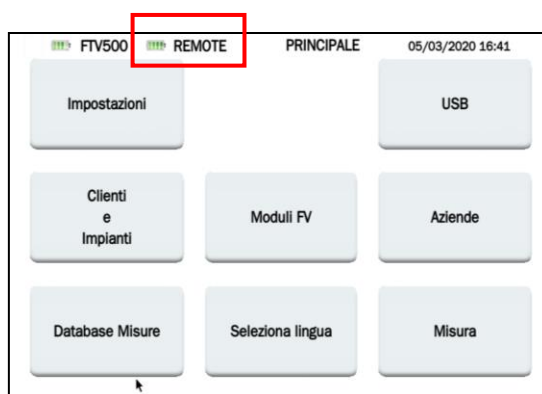 FTV500 REMOTE PRINCIPALE 05/03/2020 16:41
Impostazioni
USB
Clienti
e
Impianti
Moduli FV
Aziende
Database Misure
Seleziona lingua
Misura